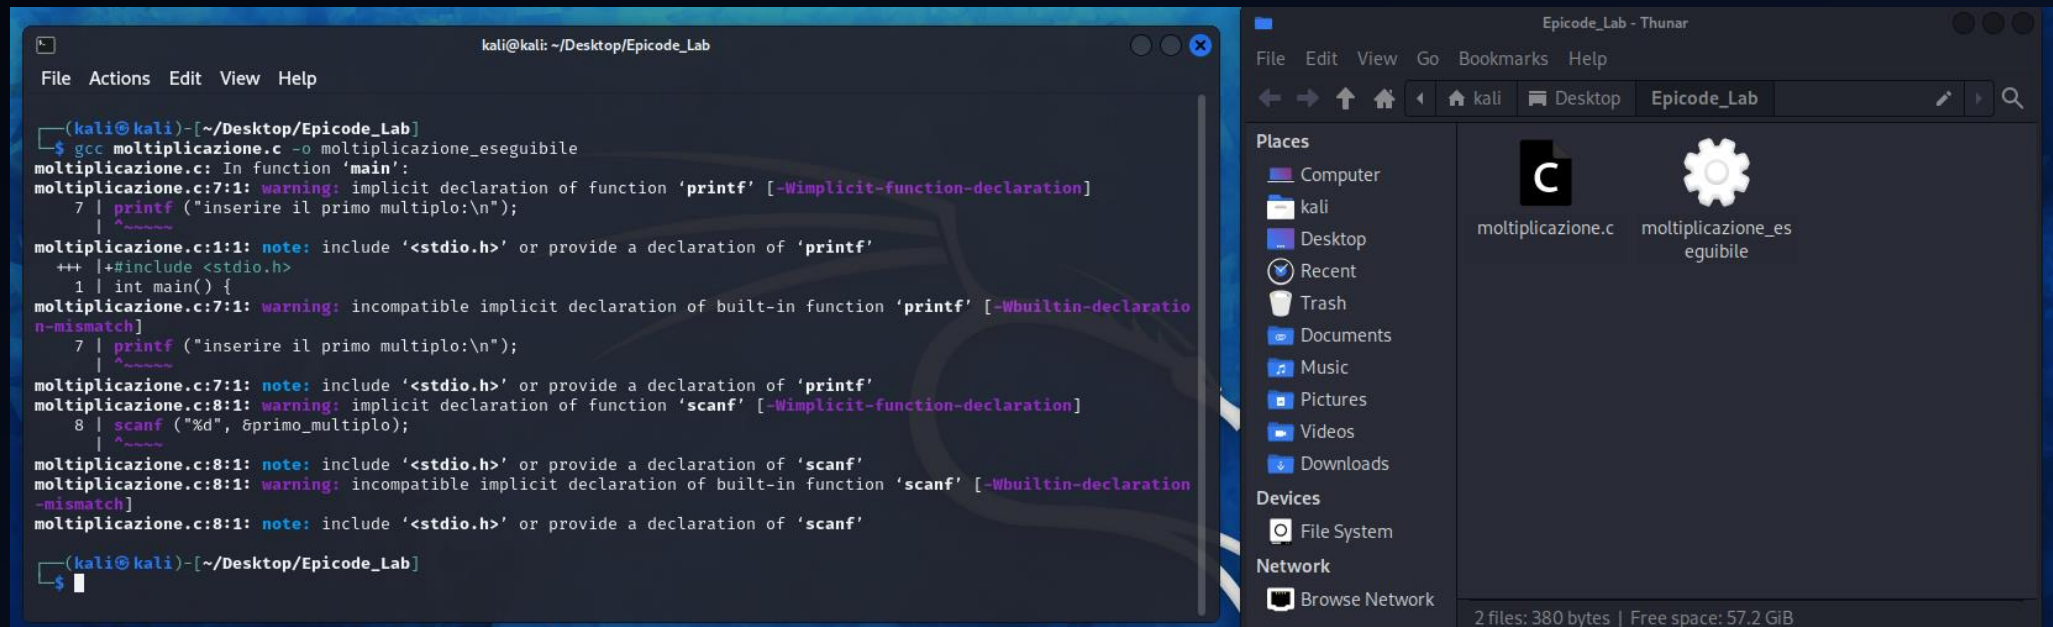 kali@kali: ~/Desktop/Epicode_Lab
File Actions Edit View Help
┌──(kali㉿kali)-[~/Desktop/Epicode_Lab]
└─$ gcc moltiplicazione.c -o moltiplicazione_eseguibile
moltiplicazione.c: In function ‘main’:
moltiplicazione.c:7:1: warning: implicit declaration of function ‘printf’ [-Wimplicit-function-declaration]
7 | printf ("inserire il primo multiplo:\n");
| ^~~~~~
moltiplicazione.c:1:1: note: include ‘<stdio.h>’ or provide a declaration of ‘printf’
+++ |+#include <stdio.h>
1 | int main() {
moltiplicazione.c:7:1: warning: incompatible implicit declaration of built-in function ‘printf’ [-Wbuiltin-declaratio
n-mismatch]
7 | printf ("inserire il primo multiplo:\n");
| ^~~~~~
moltiplicazione.c:7:1: note: include ‘<stdio.h>’ or provide a declaration of ‘printf’
moltiplicazione.c:8:1: warning: implicit declaration of function ‘scanf’ [-Wimplicit-function-declaration]
8 | scanf ("%d", &primo_multiplo);
| ^~~~~
moltiplicazione.c:8:1: note: include ‘<stdio.h>’ or provide a declaration of ‘scanf’
moltiplicazione.c:8:1: warning: incompatible implicit declaration of built-in function ‘scanf’ [-Wbuiltin-declaration
-mismatch]
moltiplicazione.c:8:1: note: include ‘<stdio.h>’ or provide a declaration of ‘scanf’
┌──(kali㉿kali)-[~/Desktop/Epicode_Lab]
└─$
Epicode_Lab - Thunar
File Edit View Go Bookmarks Help
kali Desktop Epicode_Lab
Places
Computer
kali
Desktop
Recent
Trash
Documents
Music
Pictures
Videos
Downloads
Devices
File System
Network
Browse Network
C
moltiplicazione.c
moltiplicazione_es
eguibile
2 files: 380 bytes | Free space: 57.2 GiB